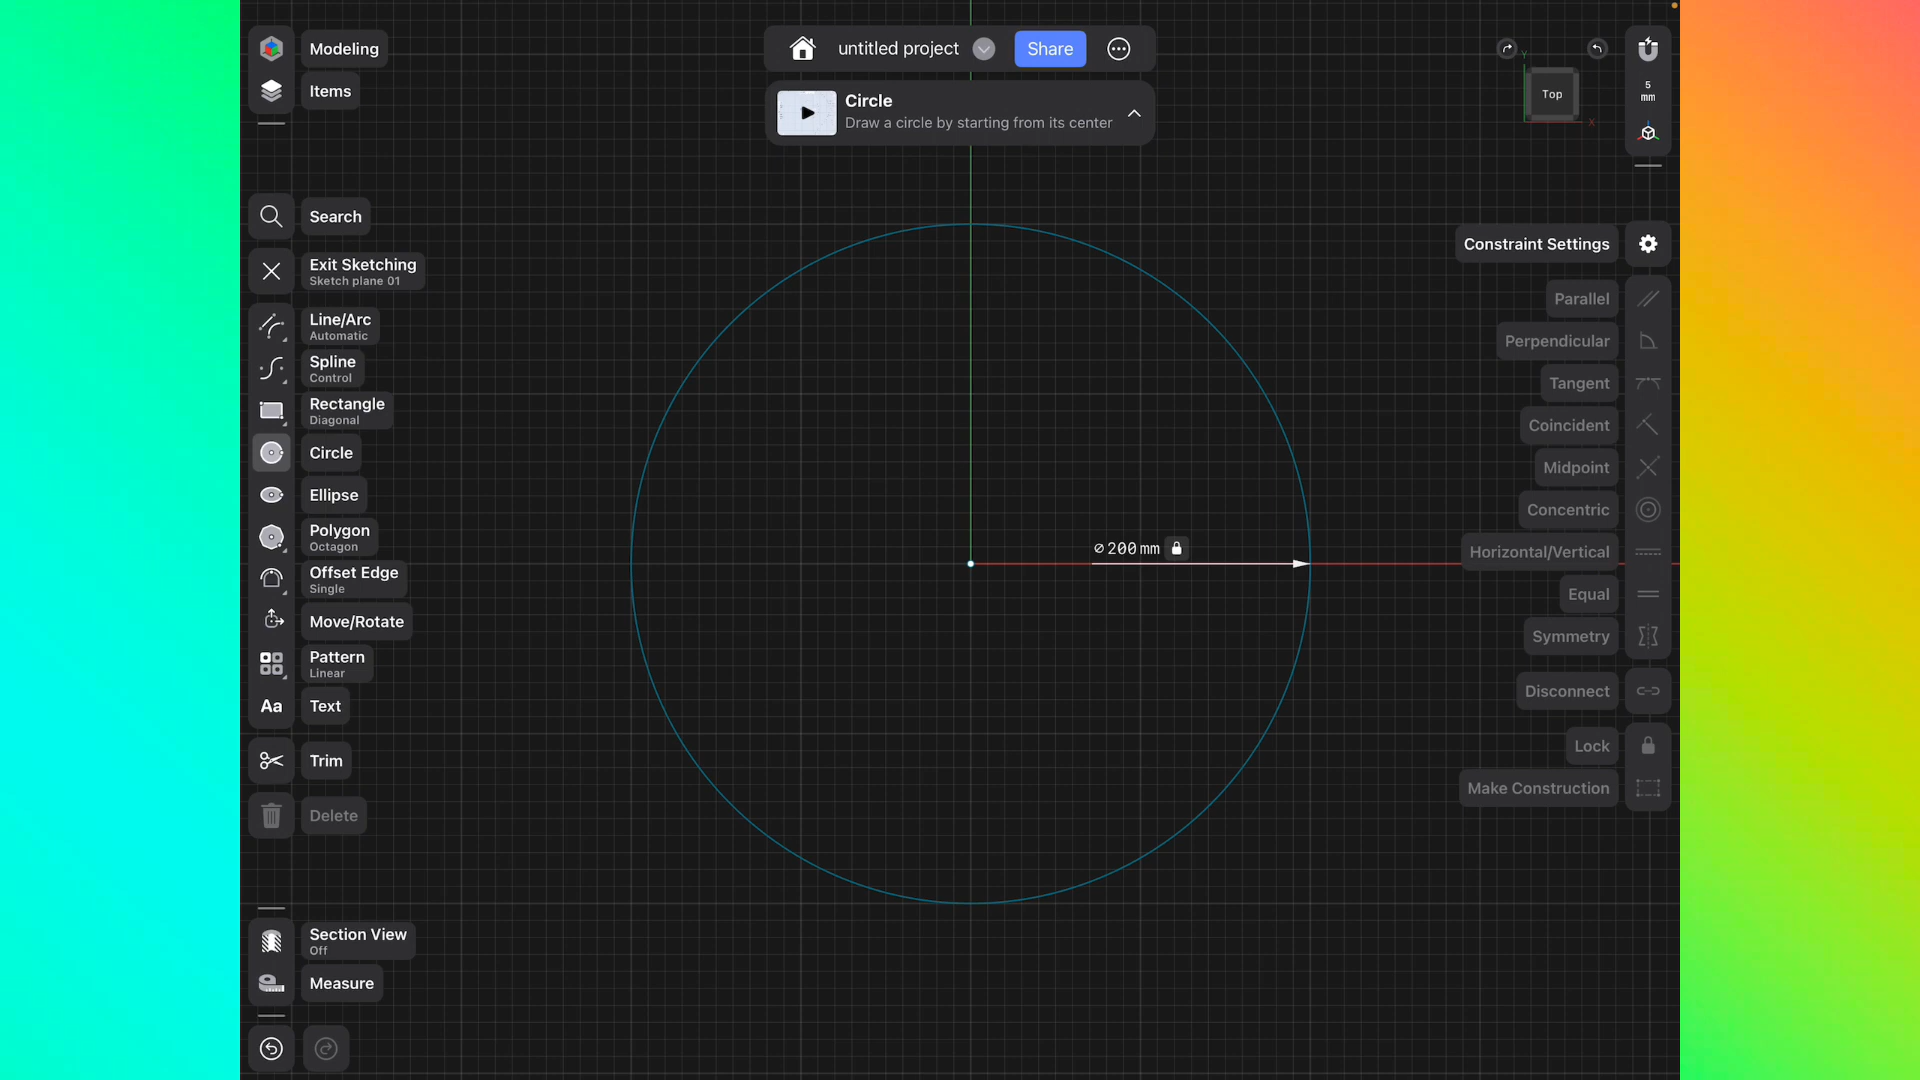 Modeling
Items
untitled project
Share
Circle
Draw a circle by starting from its center
Y
Top
X
5
mm
Search
Exit Sketching
Sketch plane 01
Line/Arc
Automatic
Spline
Control
Rectangle
Diagonal
Circle
Ellipse
Polygon
Octagon
Offset Edge
Single
Move/Rotate
Pattern
Linear
Aa
Text
Trim
Delete
Section View
Off
Measure
⌀200 mm
Constraint Settings
Parallel
Perpendicular
Tangent
Coincident
Midpoint
Concentric
Horizontal/Vertical
Equal
Symmetry
Disconnect
Lock
Make Construction